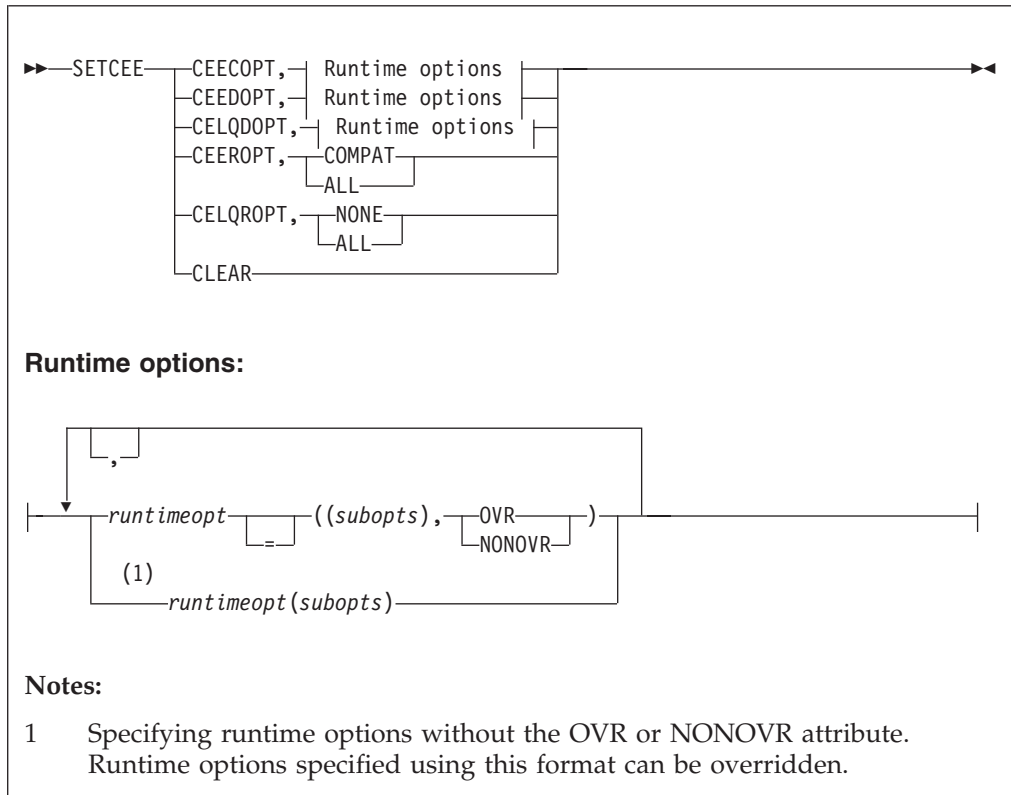 SETCEE CEECOPT, Runtime options
CEEDOPT, Runtime options
CELQDOPT, Runtime options
CEEROPT, COMPAT
ALL
CELQROPT, NONE
ALL
CLEAR
Runtime options:
,
runtimeopt = ((subopts), OVR )
NONOVR
(1)
runtimeopt(subopts)
Notes:
1 Specifying runtime options without the OVR or NONOVR attribute.
Runtime options specified using this format can be overridden.